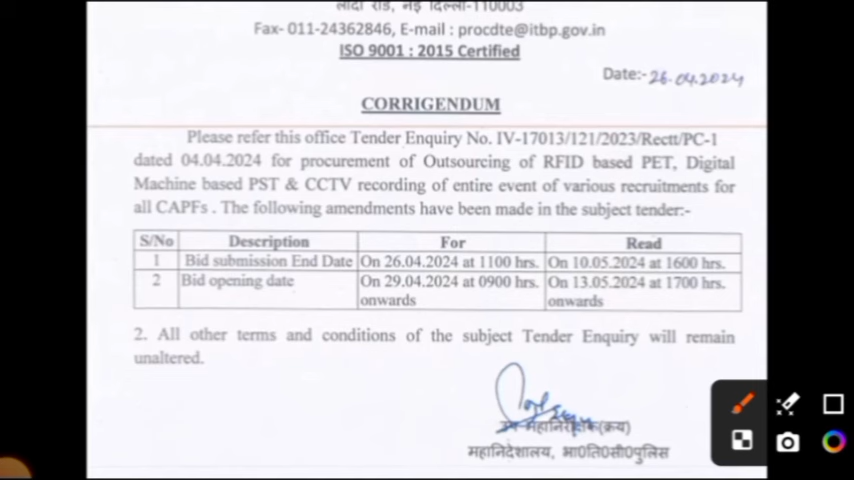 लोदी रोड, नई दिल्ली-110003
Fax- 011-24362846, E-mail : procdte@itbp.gov.in
ISO 9001 : 2015 Certified
Date:- 26.04.2024
CORRIGENDUM
Please refer this office Tender Enquiry No. IV-17013/121/2023/Rectt/PC-1
dated 04.04.2024 for procurement of Outsourcing of RFID based PET, Digital
Machine based PST & CCTV recording of entire event of various recruitments for
all CAPFs . The following amendments have been made in the subject tender:-
S/No Description For Read
1 Bid submission End Date On 26.04.2024 at 1100 hrs. On 10.05.2024 at 1600 hrs.
2 Bid opening date On 29.04.2024 at 0900 hrs. On 13.05.2024 at 1700 hrs.
onwards onwards
2. All other terms and conditions of the subject Tender Enquiry will remain
unaltered.
महानिरीक्षक (क्रय)
महानिदेशालय, भा0ति0सी0पुलिस